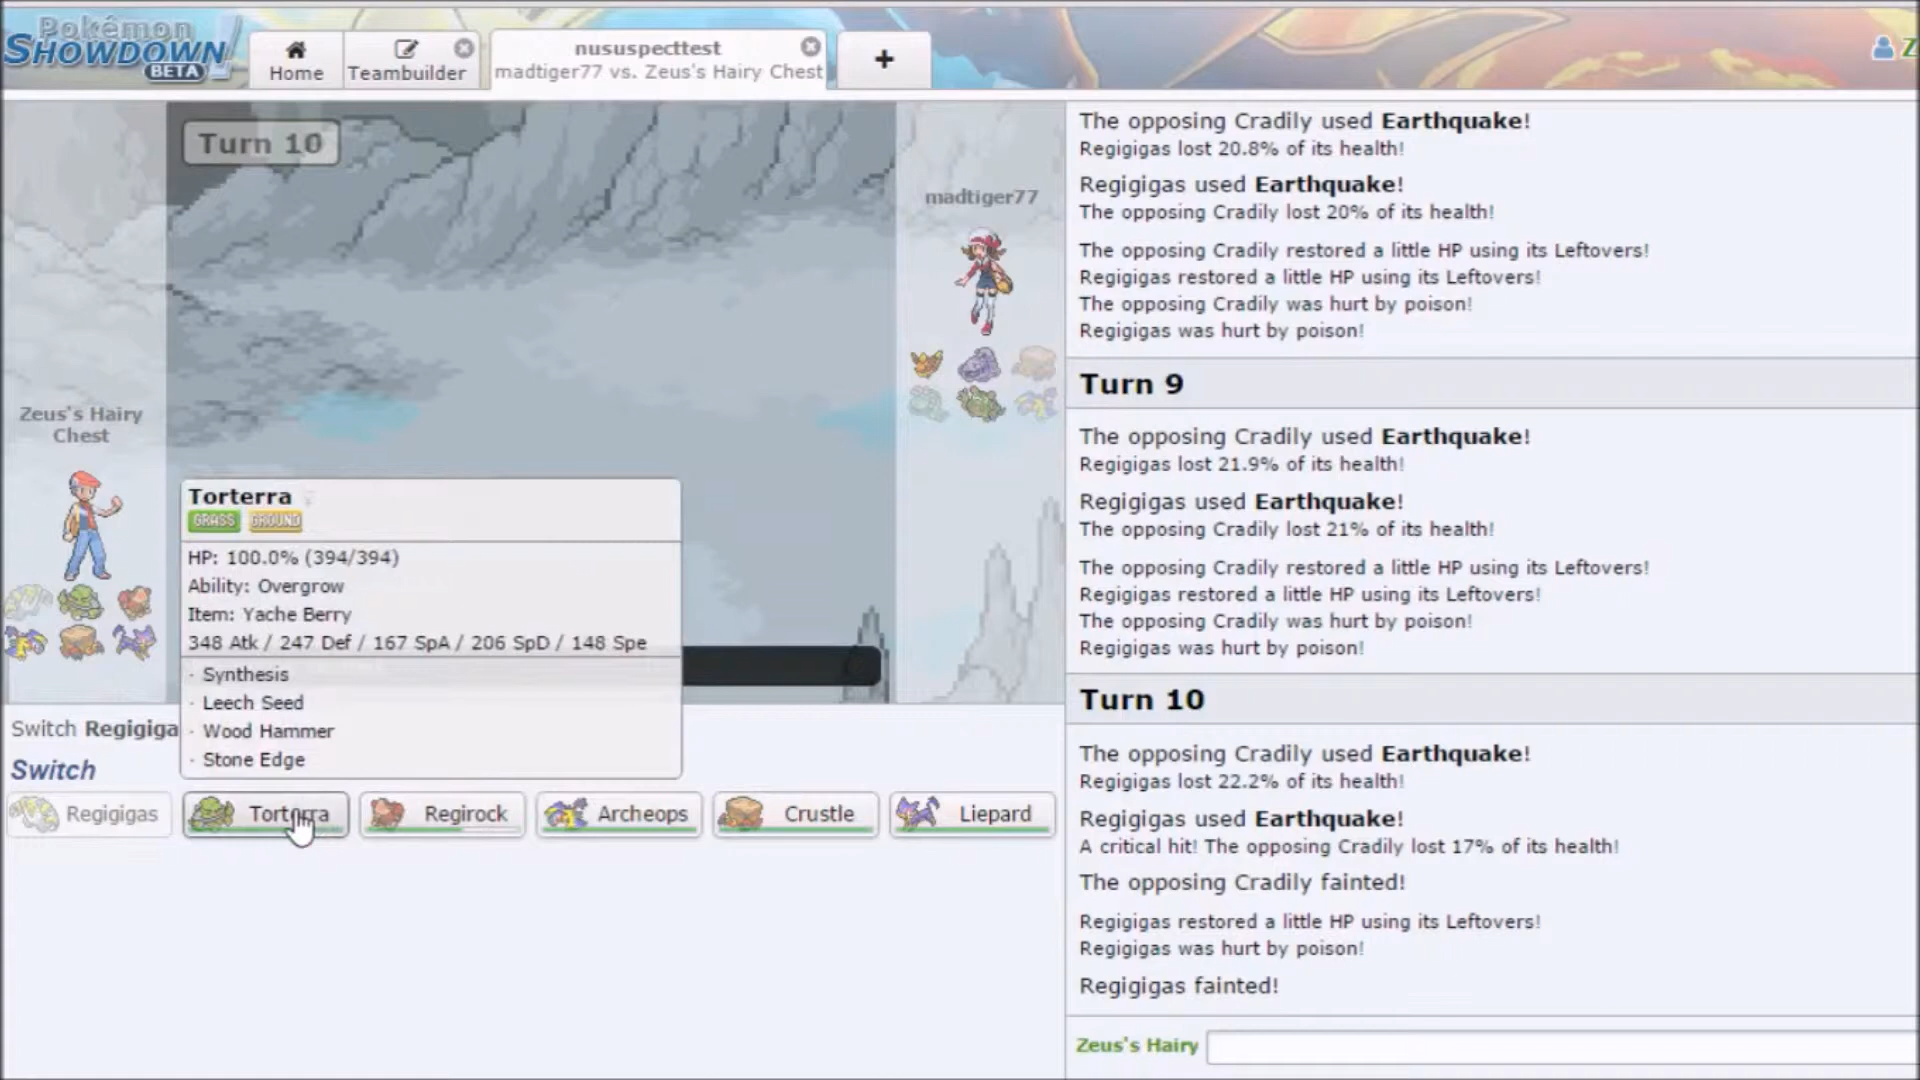 Pokémon
SHOWDOWN!
BETA
Home
Teambuilder
nususpecttest
madtiger77 vs. Zeus's Hairy Chest
+
Z
Turn 10
madtiger77
Zeus's Hairy
Chest
Torterra
GRASS GROUND
HP: 100.0% (394/394)
Ability: Overgrow
Item: Yache Berry
348 Atk / 247 Def / 167 SpA / 206 SpD / 148 Spe
· Synthesis
· Leech Seed
· Wood Hammer
· Stone Edge
Switch Regigiga
Switch
Regigigas
Torterra
Regirock
Archeops
Crustle
Liepard
The opposing Cradily used Earthquake!
Regigigas lost 20.8% of its health!
Regigigas used Earthquake!
The opposing Cradily lost 20% of its health!
The opposing Cradily restored a little HP using its Leftovers!
Regigigas restored a little HP using its Leftovers!
The opposing Cradily was hurt by poison!
Regigigas was hurt by poison!
Turn 9
The opposing Cradily used Earthquake!
Regigigas lost 21.9% of its health!
Regigigas used Earthquake!
The opposing Cradily lost 21% of its health!
The opposing Cradily restored a little HP using its Leftovers!
Regigigas restored a little HP using its Leftovers!
The opposing Cradily was hurt by poison!
Regigigas was hurt by poison!
Turn 10
The opposing Cradily used Earthquake!
Regigigas lost 22.2% of its health!
Regigigas used Earthquake!
A critical hit! The opposing Cradily lost 17% of its health!
The opposing Cradily fainted!
Regigigas restored a little HP using its Leftovers!
Regigigas was hurt by poison!
Regigigas fainted!
Zeus's Hairy